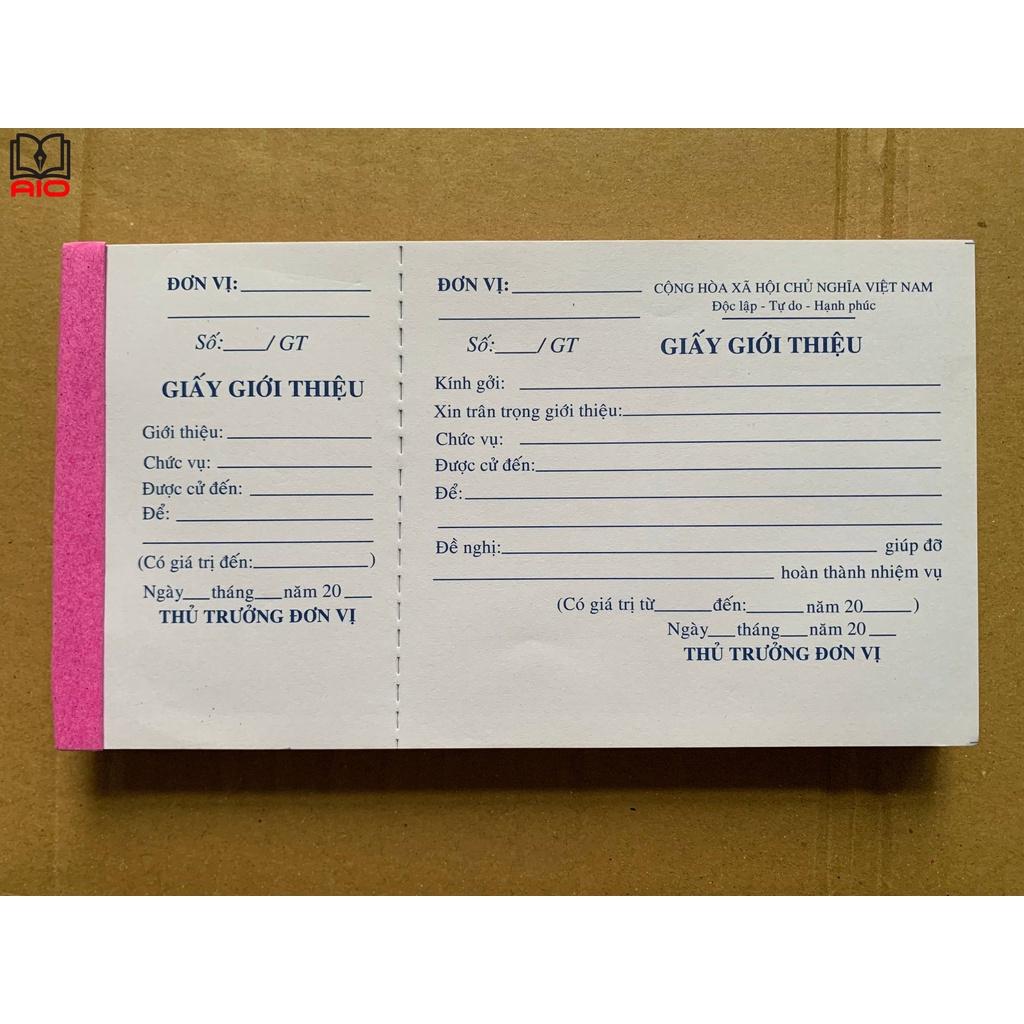 AIO
ĐƠN VỊ:
Số:____/ GT
GIẤY GIỚI THIỆU
Giới thiệu:
Chức vụ:
Được cử đến:
Để:
(Có giá trị đến:____________)
Ngày___tháng___năm 20___
THỦ TRƯỞNG ĐƠN VỊ
ĐƠN VỊ:
CỘNG HÒA XÃ HỘI CHỦ NGHĨA VIỆT NAM
Độc lập - Tự do - Hạnh phúc
Số:____/ GT
GIẤY GIỚI THIỆU
Kính gởi:
Xin trân trọng giới thiệu:
Chức vụ:
Được cử đến:
Để:
Đề nghị:____________ giúp đỡ
____________ hoàn thành nhiệm vụ
(Có giá trị từ______đến:______năm 20_____)
Ngày___tháng___năm 20___
THỦ TRƯỞNG ĐƠN VỊ